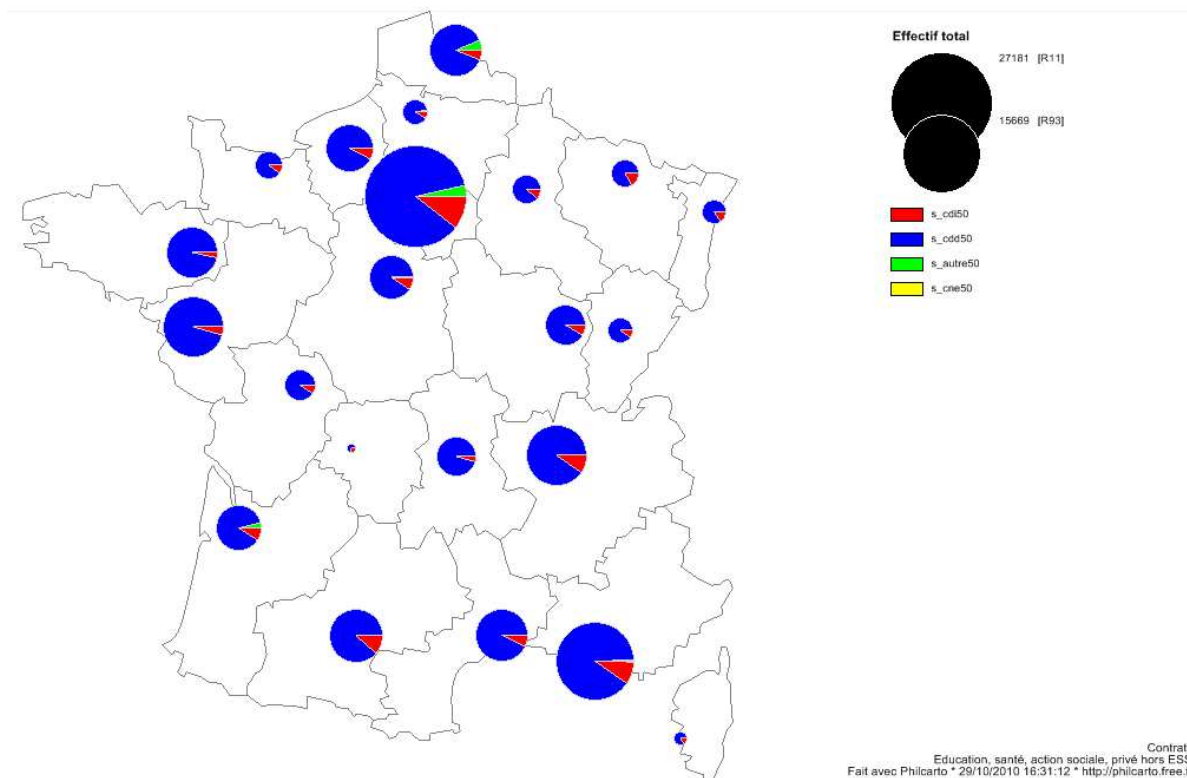 Effectif total
27181 [R11]
15669 [R93]
s_cdi50
s_cdd50
s_autre50
s_cne50
Contrat
Education, santé, action sociale, privé hors ESS
Fait avec Philcarto * 29/10/2010 16:31:12 * http://philcarto.free.